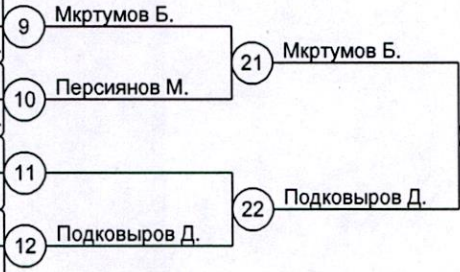 9 Мкртумов Б.
21 Мкртумов Б.
10 Персиянов М.
11
22 Подковыров Д.
12 Подковыров Д.